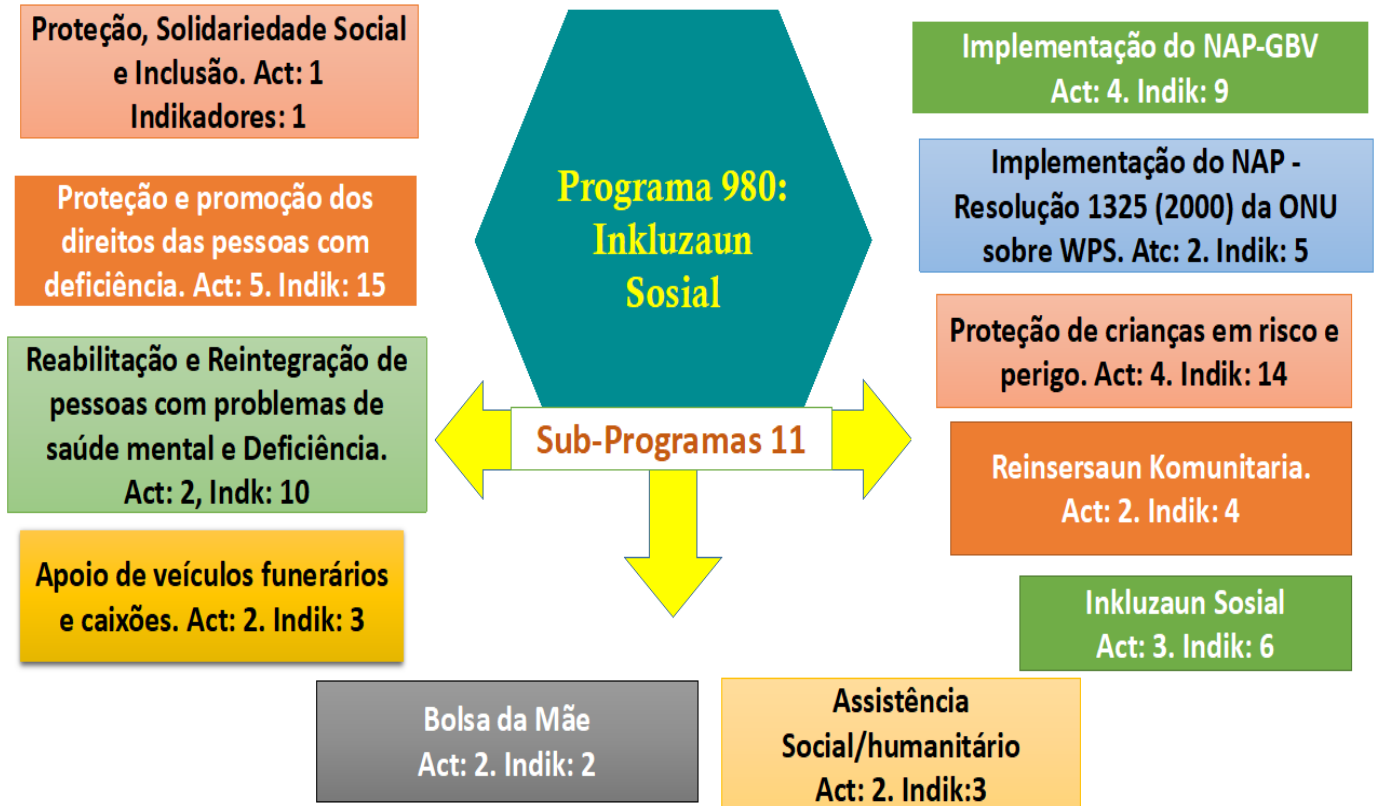 Proteção, Solidariedade Social
e Inclusão. Act: 1
Indikadores: 1
Proteção e promoção dos
direitos das pessoas com
deficiência. Act: 5. Indik: 15
Reabilitação e Reintegração de
pessoas com problemas de
saúde mental e Deficiência.
Act: 2, Indk: 10
Apoio de veículos funerários
e caixões. Act: 2. Indik: 3
Programa 980:
Inkluzaun
Sosial
Sub-Programas 11
Implementação do NAP-GBV
Act: 4. Indik: 9
Implementação do NAP -
Resolução 1325 (2000) da ONU
sobre WPS. Atc: 2. Indik: 5
Proteção de crianças em risco e
perigo. Act: 4. Indik: 14
Reinsersaun Komunitaria.
Act: 2. Indik: 4
Inkluzaun Sosial
Act: 3. Indik: 6
Bolsa da Mãe
Act: 2. Indik: 2
Assistência
Social/humanitário
Act: 2. Indik:3